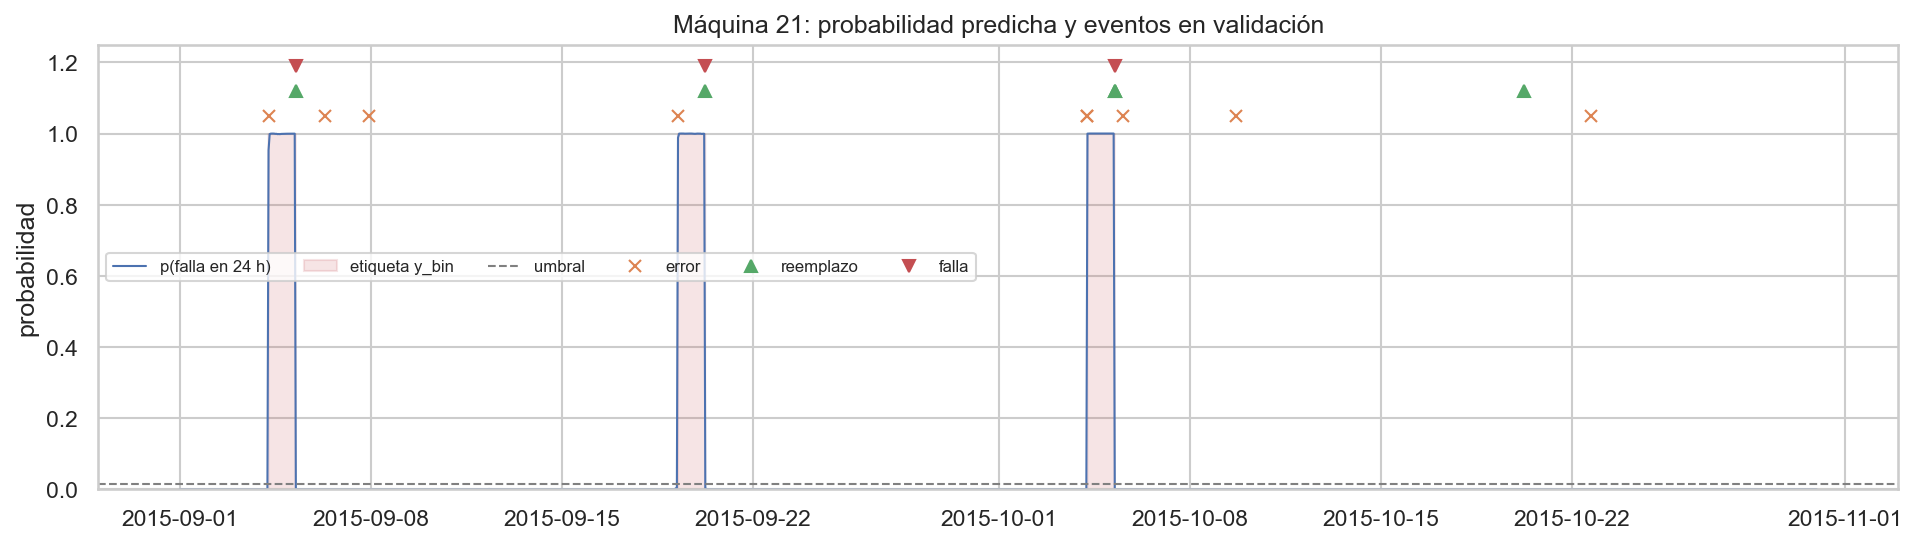 Máquina 21: probabilidad predicha y eventos en validación
probabilidad
1.2
1.0
0.8
0.6
0.4
0.2
0.0
p(falla en 24 h) etiqueta y_bin umbral error reemplazo falla
2015-09-01 2015-09-08 2015-09-15 2015-09-22 2015-10-01 2015-10-08 2015-10-15 2015-10-22 2015-11-01